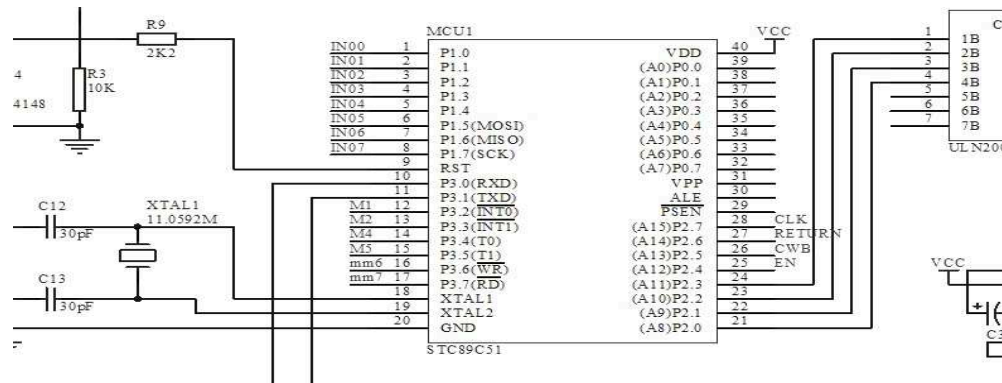 R9
2K2
4
4148
R3
10K
C12
30pF
C13
30pF
XTAL1
11.0592M
MCU1
IN00 1 P1.0
IN01 2 P1.1
IN02 3 P1.2
IN03 4 P1.3
IN04 5 P1.4
IN05 6 P1.5(MOSI)
IN06 7 P1.6(MISO)
IN07 8 P1.7(SCK)
9 RST
10 P3.0(RXD)
11 P3.1(TXD)
M1 12 P3.2(INT0)
M2 13 P3.3(INT1)
M4 14 P3.4(T0)
M5 15 P3.5(T1)
mm6 16 P3.6(WR)
mm7 17 P3.7(RD)
18 XTAL1
19 XTAL2
20 GND
VDD 40 VCC
(A0)P0.0 39
(A1)P0.1 38
(A2)P0.2 37
(A3)P0.3 36
(A4)P0.4 35
(A5)P0.5 34
(A6)P0.6 33
(A7)P0.7 32
VPP 31
ALE 30
PSEN 29
(A15)P2.7 28 CLK
(A14)P2.6 27 RETURN
(A13)P2.5 26 CWB
(A12)P2.4 25 EN
(A11)P2.3 24
(A10)P2.2 23
(A9)P2.1 22
(A8)P2.0 21
STC89C51
C
1 1B
2 2B
3 3B
4 4B
5 5B
6 6B
7 7B
ULN200
VCC
+
C3